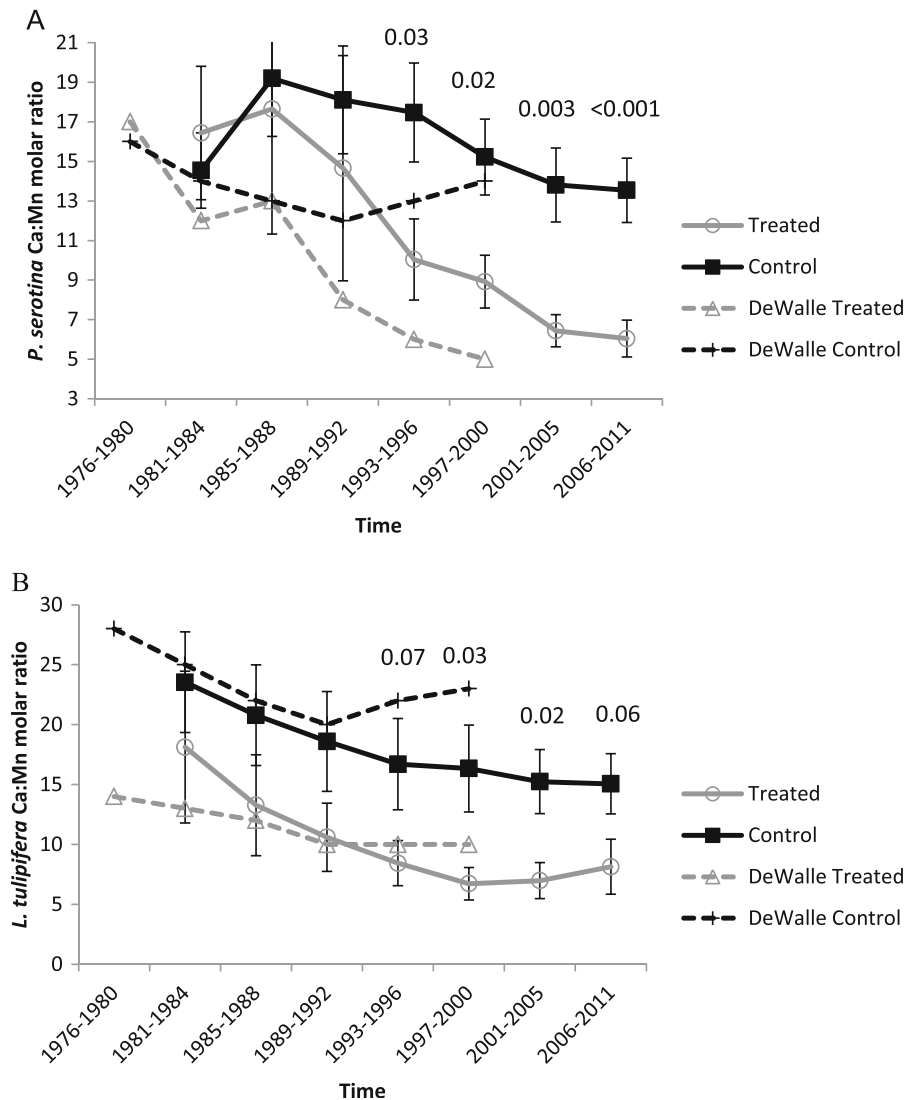 A
P. serotina Ca:Mn molar ratio
21
19
17
15
13
11
9
7
5
3
0.03
0.02
0.003 <0.001
1976-1980
1981-1984
1985-1988
1989-1992
1993-1996
1997-2000
2001-2005
2006-2011
Time
Treated
Control
DeWalle Treated
DeWalle Control
B
L. tulipifera Ca:Mn molar ratio
30
25
20
15
10
5
0
0.07 0.03
0.02 0.06
1976-1980
1981-1984
1985-1988
1989-1992
1993-1996
1997-2000
2001-2005
2006-2011
Time
Treated
Control
DeWalle Treated
DeWalle Control